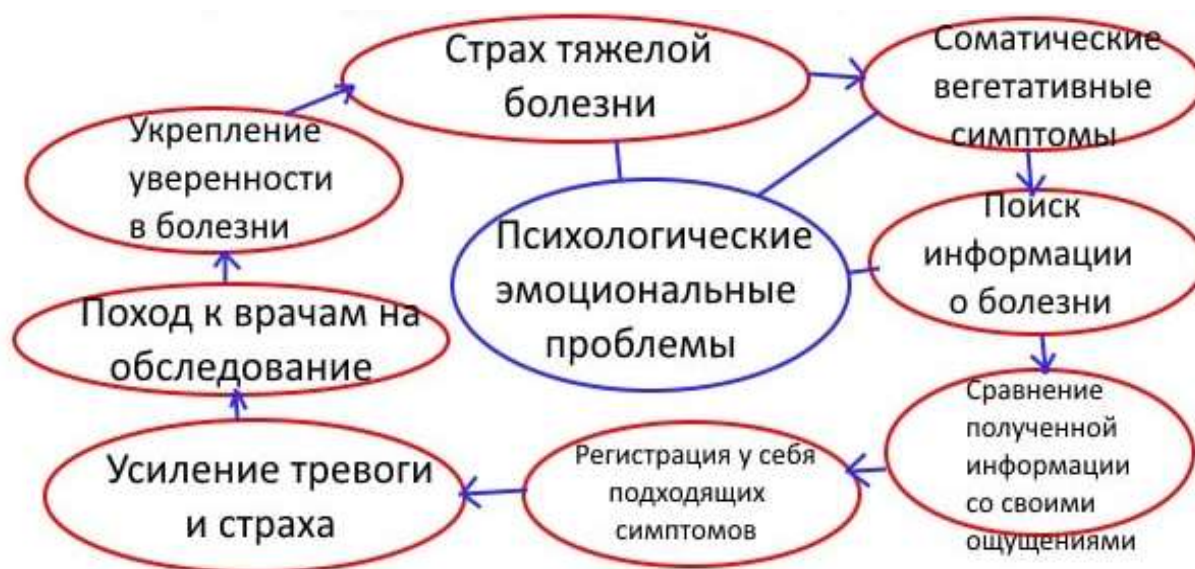 Страх тяжелой
болезни
Соматические
вегетативные
симптомы
Поиск
информации
о болезни
Сравнение
полученной
информации
со своими
ощущениями
Регистрация у себя
подходящих
симптомов
Усиление тревоги
и страха
Поход к врачам на
обследование
Укрепление
уверенности
в болезни
Психологические
эмоциональные
проблемы